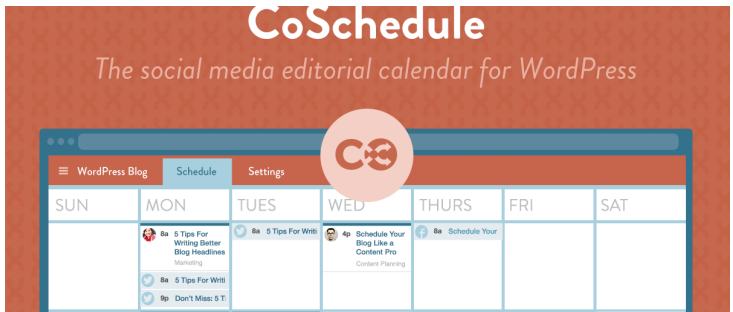 CoSchedule
The social media editorial calendar for WordPress
WordPress Blog Schedule Settings
SUN MON TUES WED THURS FRI SAT
8a 5 Tips For
Writing Better
Blog Headlines
Marketing
8a 5 Tips For Writi
9p Don't Miss: 5 T
8a 5 Tips For Writi
4p Schedule Your
Blog Like a
Content Pro
Content Planning
8a Schedule Your